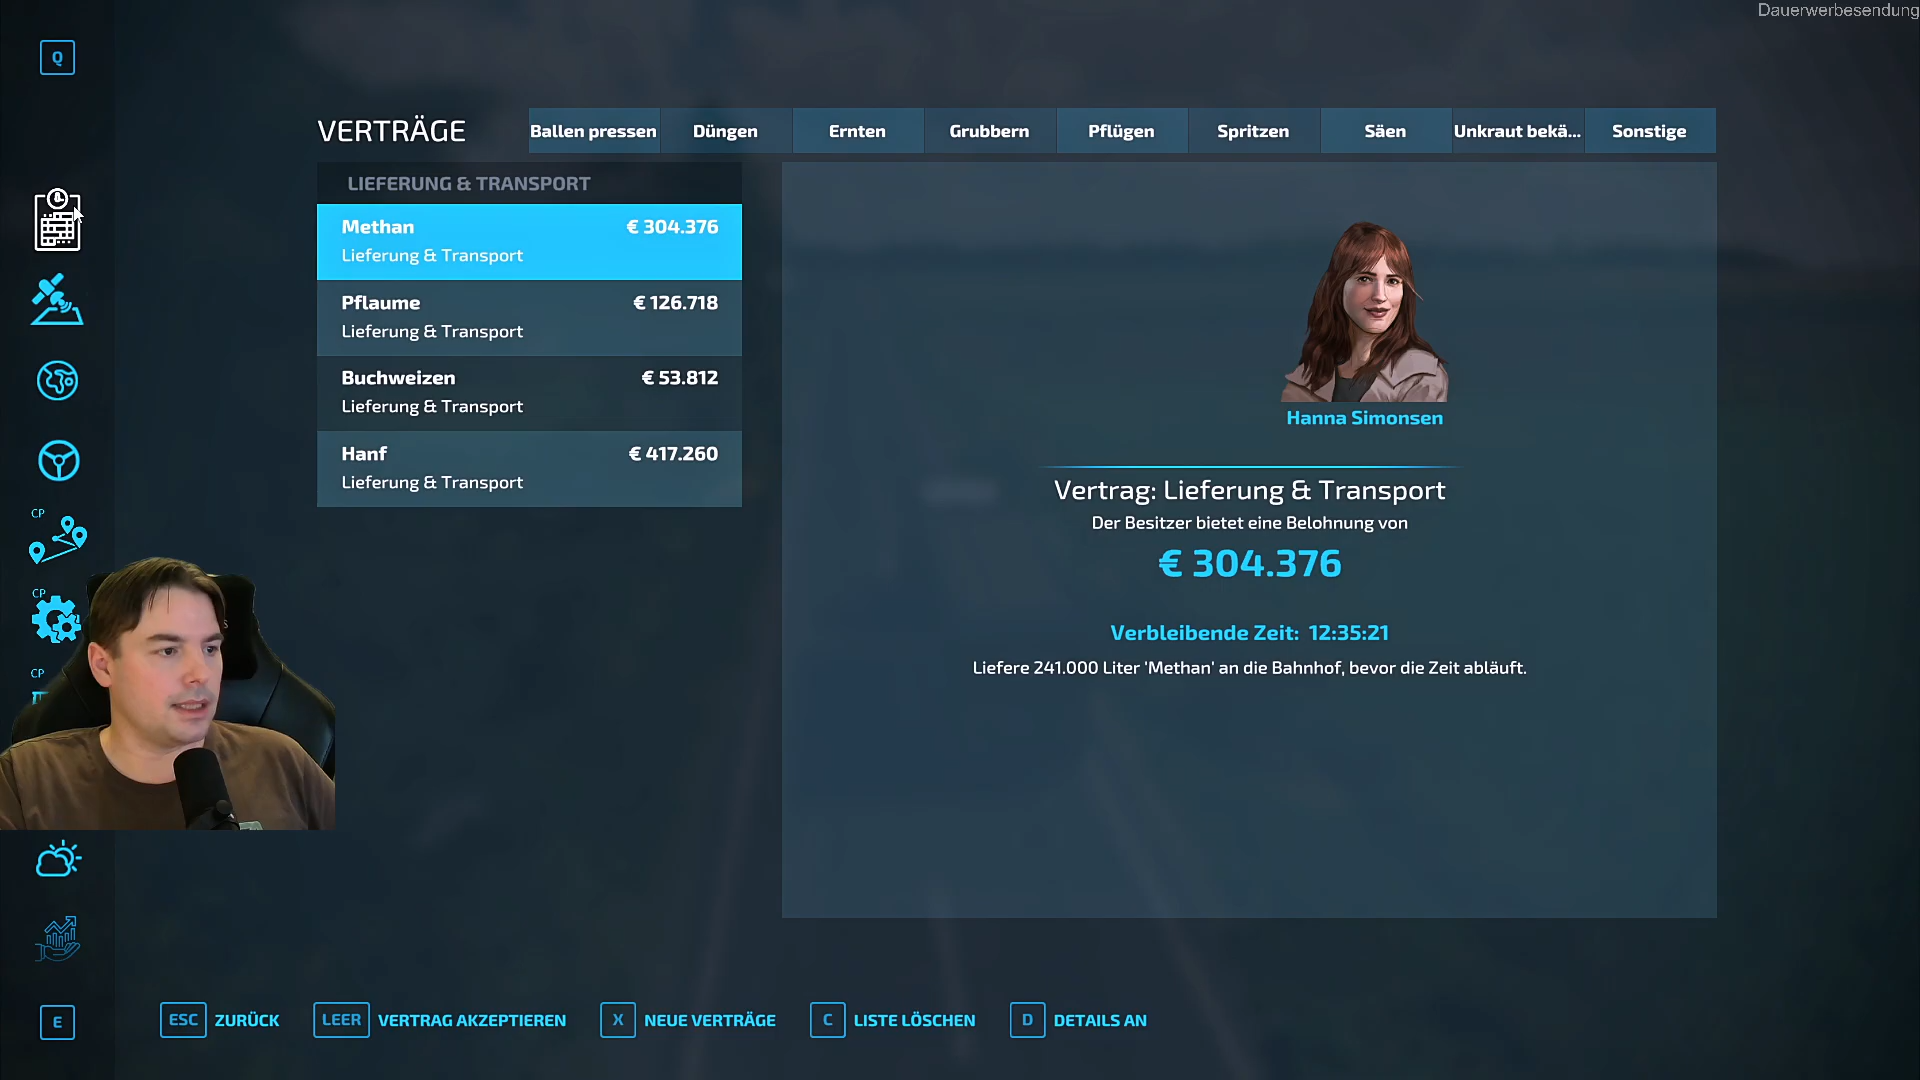 Dauerwerbesendung
Q
VERTRÄGE
Ballen pressen
Düngen
Ernten
Grubbern
Pflügen
Spritzen
Säen
Unkraut bekä...
Sonstige
LIEFERUNG & TRANSPORT
Methan € 304.376
Lieferung & Transport
Pflaume € 126.718
Lieferung & Transport
Buchweizen € 53.812
Lieferung & Transport
Hanf € 417.260
Lieferung & Transport
Hanna Simonsen
Vertrag: Lieferung & Transport
Der Besitzer bietet eine Belohnung von
€ 304.376
Verbleibende Zeit: 12:35:21
Liefere 241.000 Liter 'Methan' an die Bahnhof, bevor die Zeit abläuft.
CP
CP
CP
E
ESC ZURÜCK
LEER VERTRAG AKZEPTIEREN
X NEUE VERTRÄGE
C LISTE LÖSCHEN
D DETAILS AN